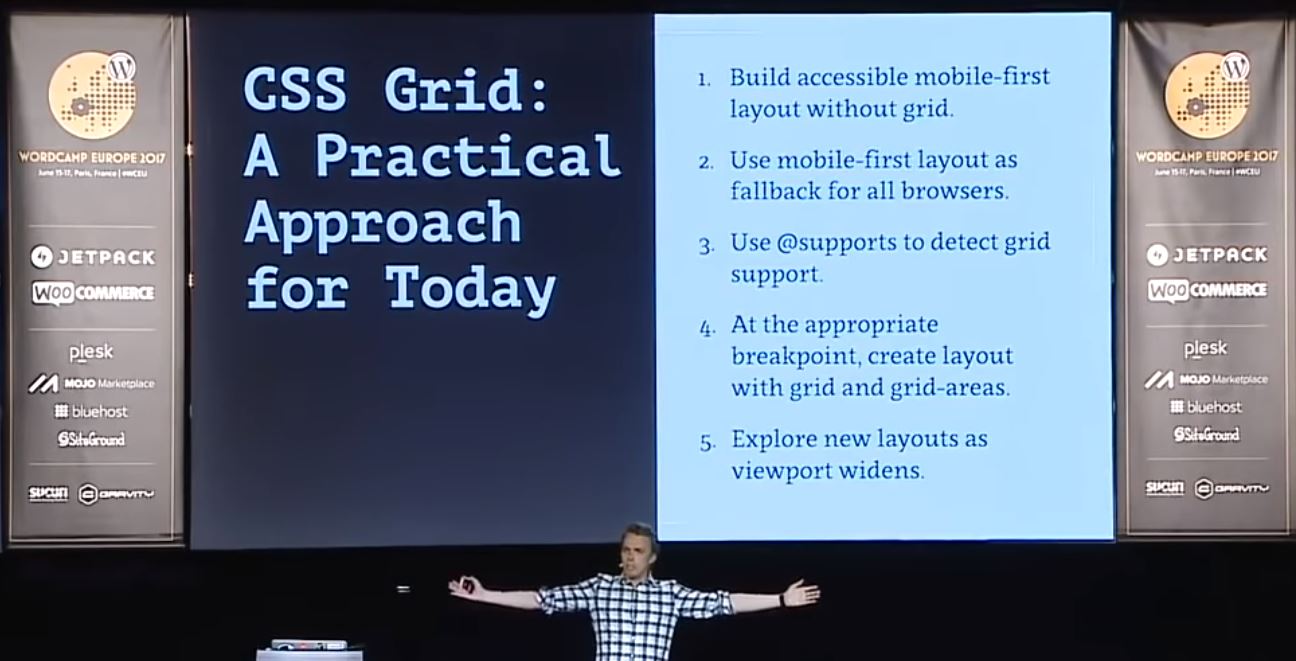 CSS Grid:
A Practical
Approach
for Today
1. Build accessible mobile-first
layout without grid.
2. Use mobile-first layout as
fallback for all browsers.
3. Use @supports to detect grid
support.
4. At the appropriate
breakpoint, create layout
with grid and grid-areas.
5. Explore new layouts as
viewport widens.
W
WORDCAMP EUROPE 2017
June 15-17, Paris, France | #WCEU
JETPACK
WOO COMMERCE
plesk
MOJO Marketplace
bluehost
SiteGround
SUCURI
GRAVITY
W
WORDCAMP EUROPE 2017
June 15-17, Paris, France | #WCEU
JETPACK
WOO COMMERCE
plesk
MOJO Marketplace
bluehost
SiteGround
SUCURI
GRAVITY